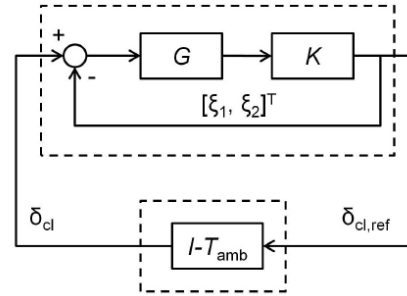 +
G
K
-
[ξ₁, ξ₂]ᵀ
δcl
δcl,ref
I-Tamb